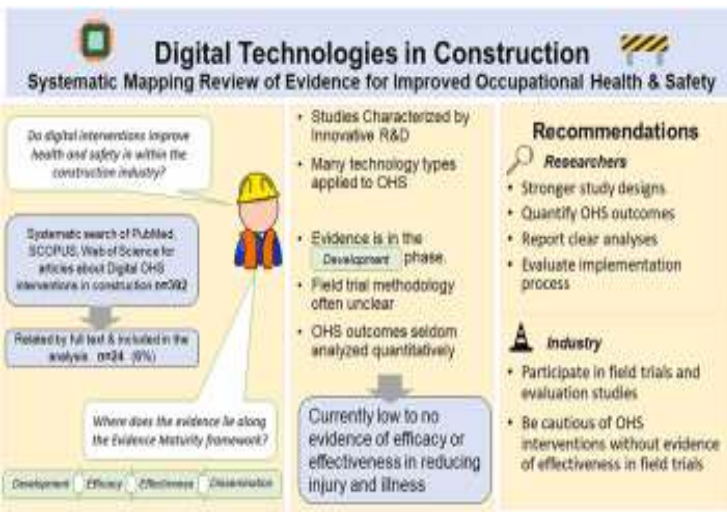 Digital Technologies in Construction
Systematic Mapping Review of Evidence for Improved Occupational Health & Safety
Do digital interventions improve
health and safety in within the
construction industry?
Systematic search of PubMed,
SCOPUS, Web of Science for
articles about Digital OHS
interventions in construction n=392
Related by full text & included in the
analysis n=24 (6%)
Where does the evidence lie along
the Evidence Maturity framework?
Development Efficacy Effectiveness Dissemination
• Studies Characterized by
Innovative R&D
• Many technology types
applied to OHS
• Evidence is in the
Development phase
• Field trial methodology
often unclear
• OHS outcomes seldom
analyzed quantitatively
Currently low to no
evidence of efficacy or
effectiveness in reducing
injury and illness
Recommendations
Researchers
• Stronger study designs
• Quantify OHS outcomes
• Report clear analyses
• Evaluate implementation
process
Industry
• Participate in field trials and
evaluation studies
• Be cautious of OHS
interventions without evidence
of effectiveness in field trials